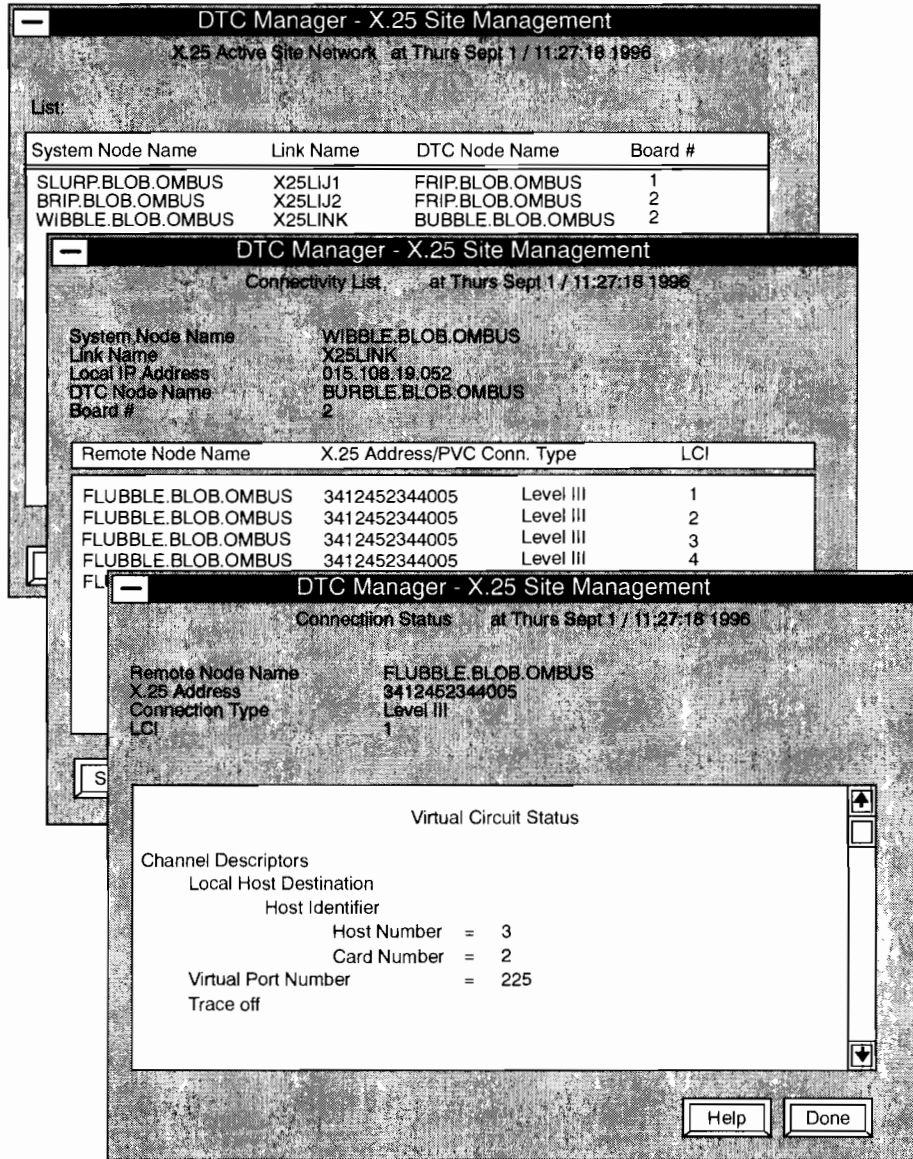 DTC Manager - X.25 Site Management
X.25 Active Site Network at Thurs Sept 1 / 11:27:18 1996
List:
System Node Name Link Name DTC Node Name Board #
SLURP.BLOB.OMBUS X25LIJ1 FRIP.BLOB.OMBUS 1
BRIP.BLOB.OMBUS X25LIJ2 FRIP.BLOB.OMBUS 2
WIBBLE.BLOB.OMBUS X25LINK BUBBLE.BLOB.OMBUS 2
DTC Manager - X.25 Site Management
Connectivity List at Thurs Sept 1 / 11:27:18 1996
System Node Name WIBBLE.BLOB.OMBUS
Link Name X25LINK
Local IP Address 015.108.19.052
DTC Node Name BURBLE.BLOB.OMBUS
Board # 2
Remote Node Name X.25 Address/PVC Conn. Type LCI
FLUBBLE.BLOB.OMBUS 3412452344005 Level III 1
FLUBBLE.BLOB.OMBUS 3412452344005 Level III 2
FLUBBLE.BLOB.OMBUS 3412452344005 Level III 3
FLUBBLE.BLOB.OMBUS 3412452344005 Level III 4
FL
DTC Manager - X.25 Site Management
Connectiion Status at Thurs Sept 1 / 11:27:18 1996
Remote Node Name FLUBBLE.BLOB.OMBUS
X.25 Address 3412452344005
Connection Type Level III
LCI 1
S
Virtual Circuit Status
Channel Descriptors
Local Host Destination
Host Identifier
Host Number = 3
Card Number = 2
Virtual Port Number = 225
Trace off
Help Done